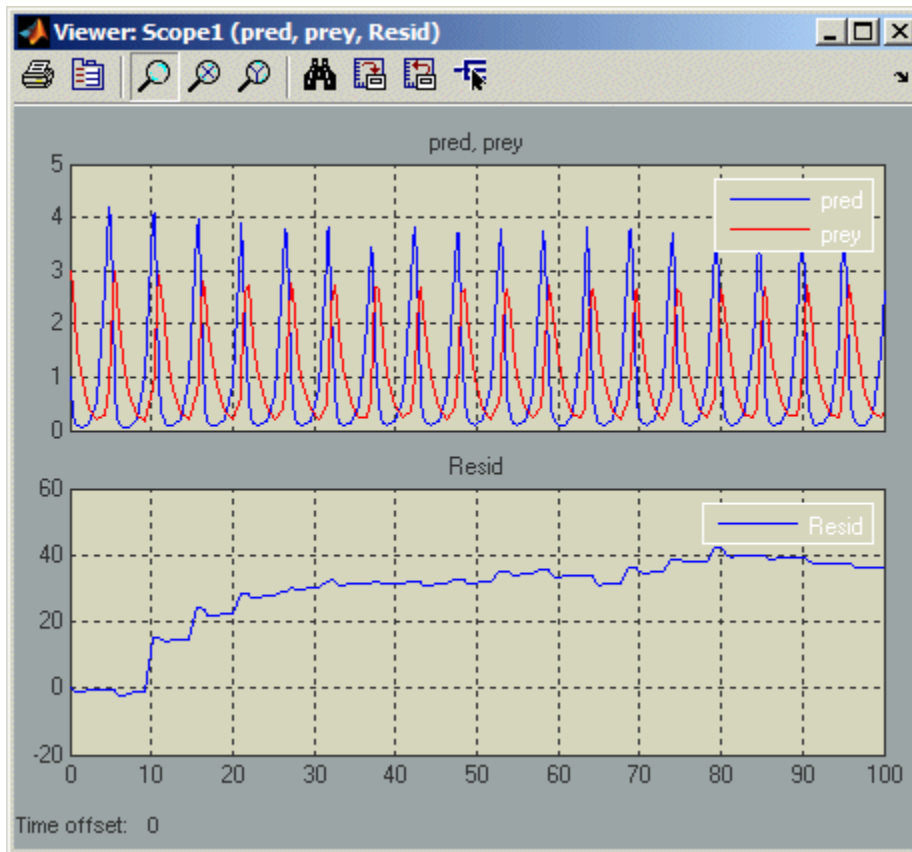 Viewer: Scope1 (pred, prey, Resid)
pred, prey
5
4
3
2
1
0
pred
prey
Resid
60
40
20
0
-20
Resid
0 10 20 30 40 50 60 70 80 90 100
Time offset: 0